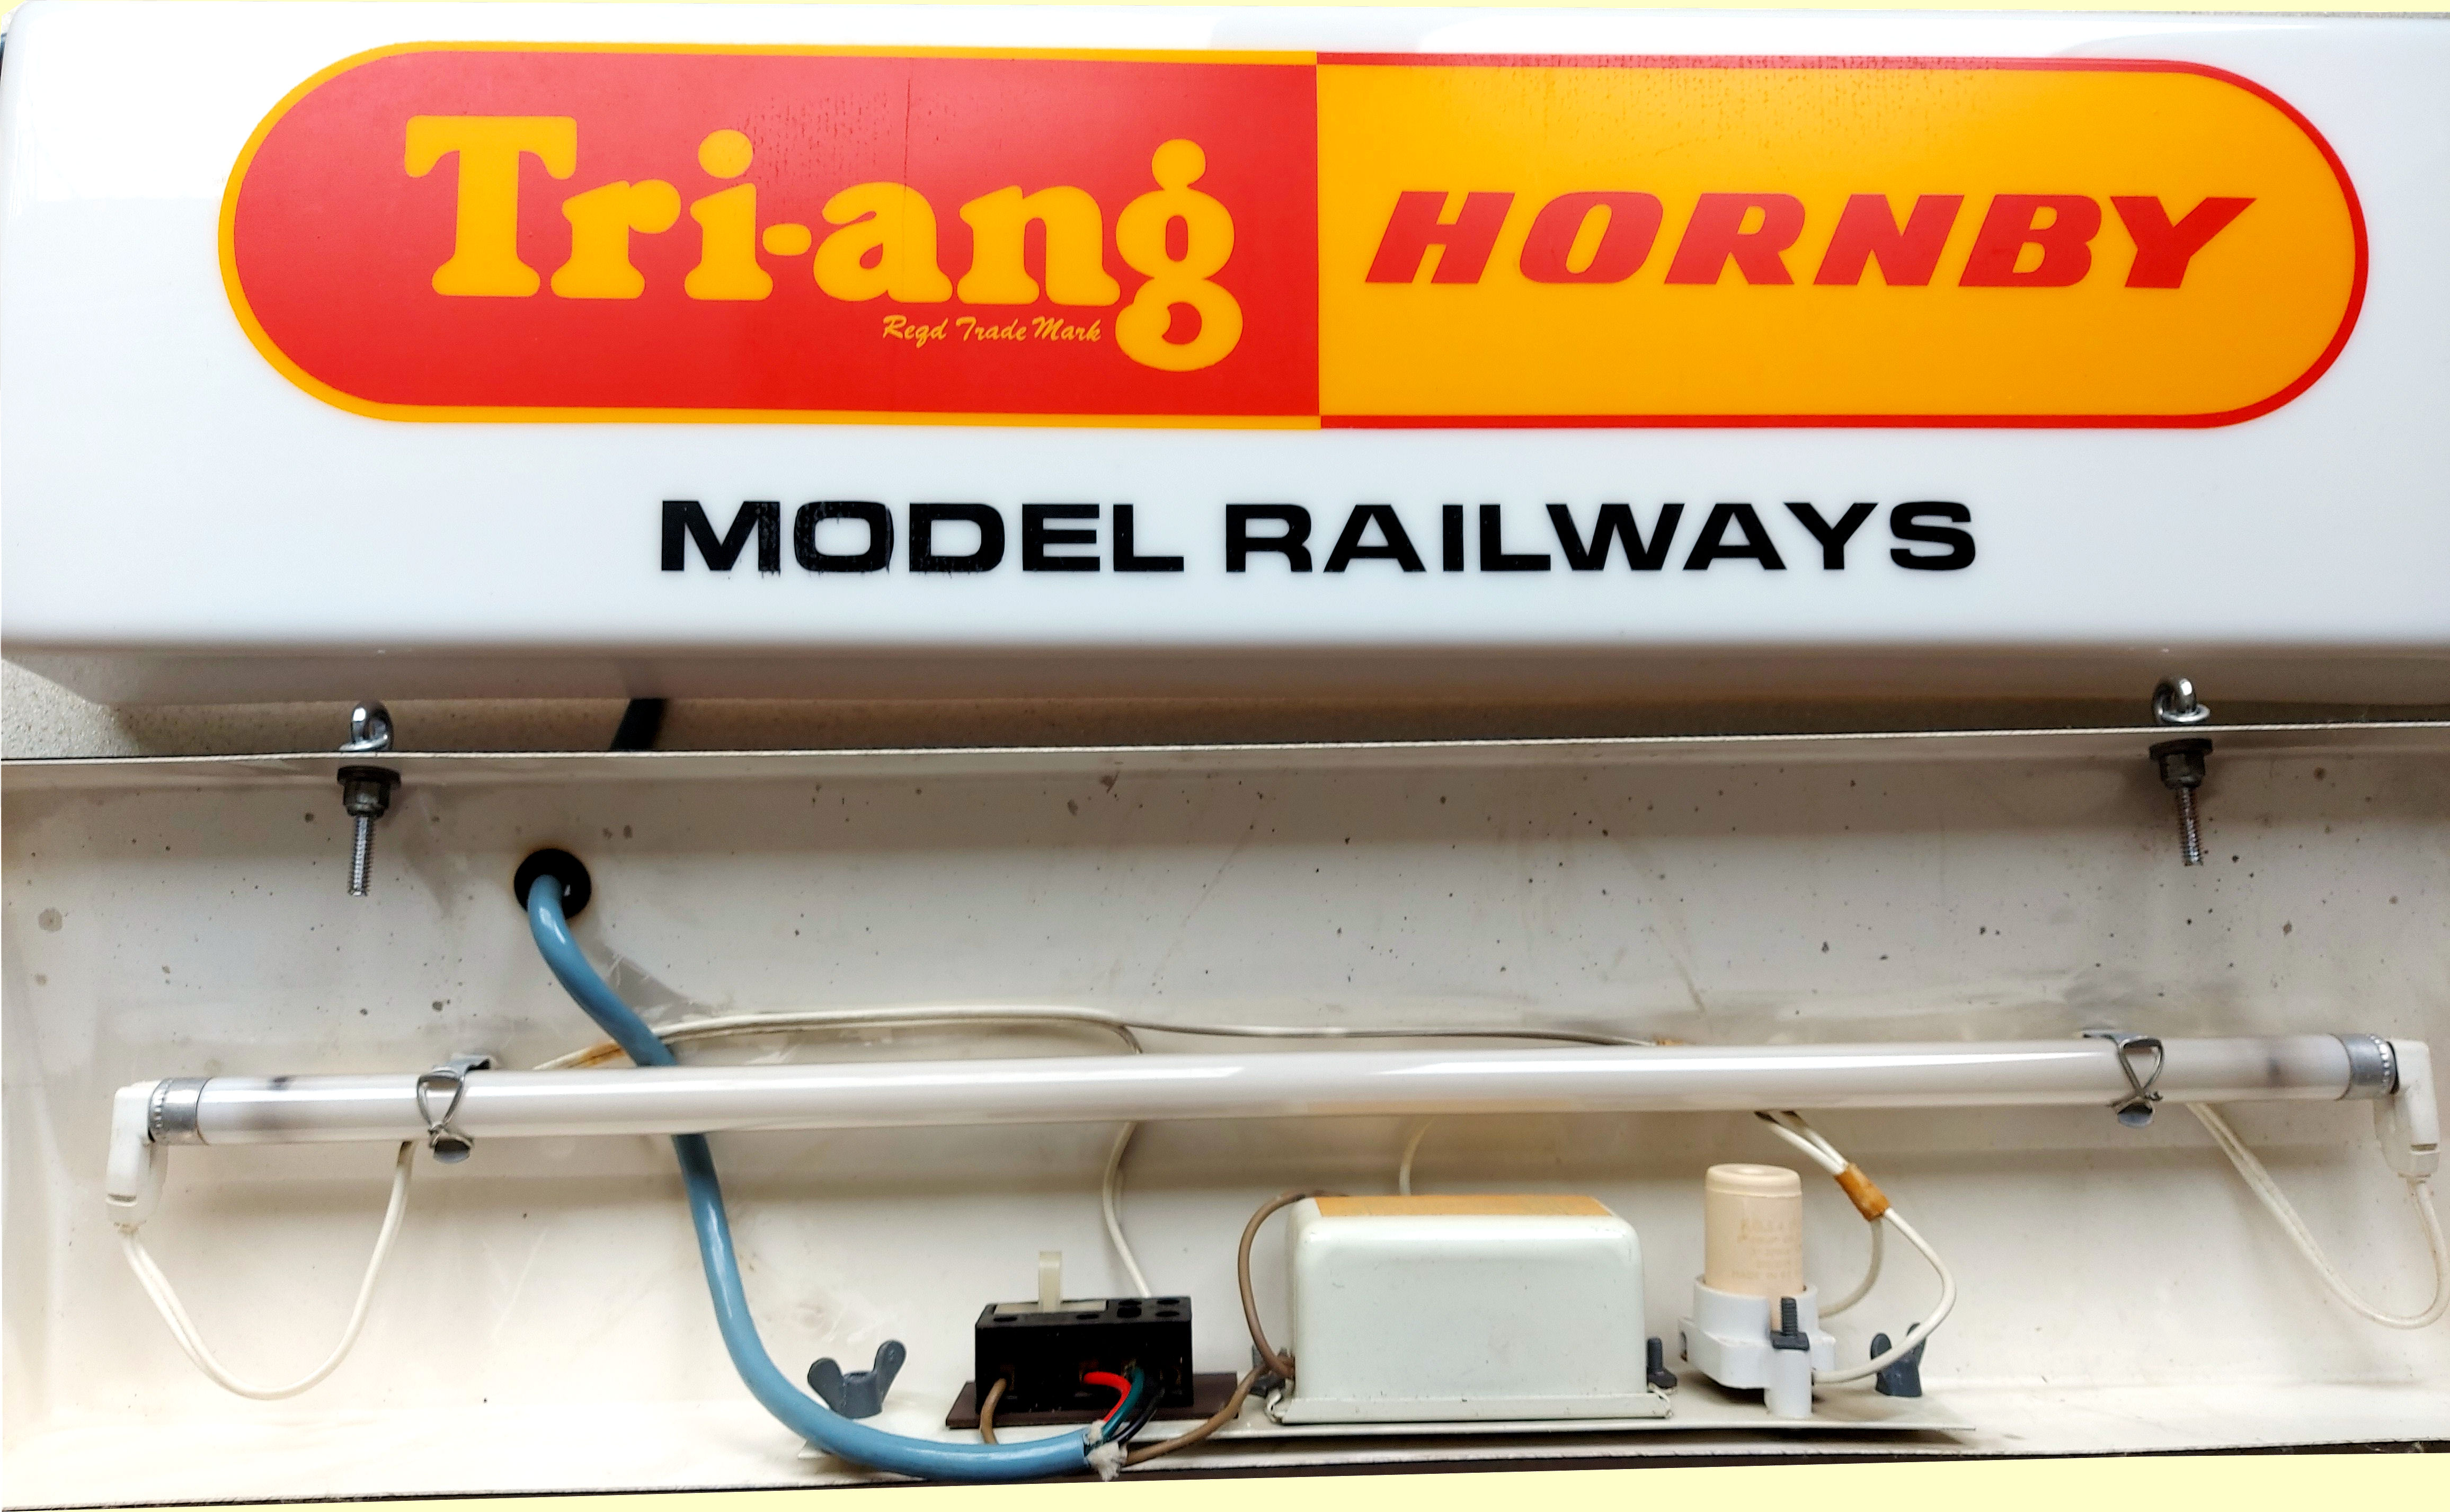 Tri-ang HORNBY
Regd Trade Mark
MODEL RAILWAYS